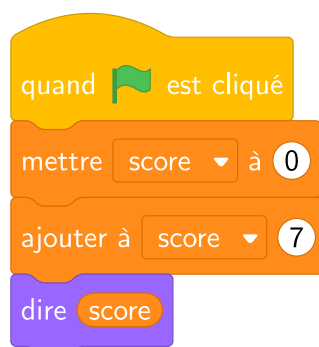 quand est cliqué
mettre score à 0
ajouter à score 7
dire score